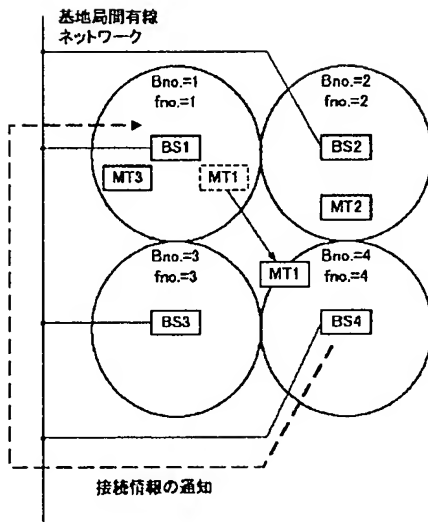 基地局間有線
ネットワーク
Bno.=1
fno.=1
BS1
MT3
MT1
Bno.=2
fno.=2
BS2
MT2
Bno.=3
fno.=3
BS3
Bno.=4
fno.=4
MT1
BS4
接続情報の通知